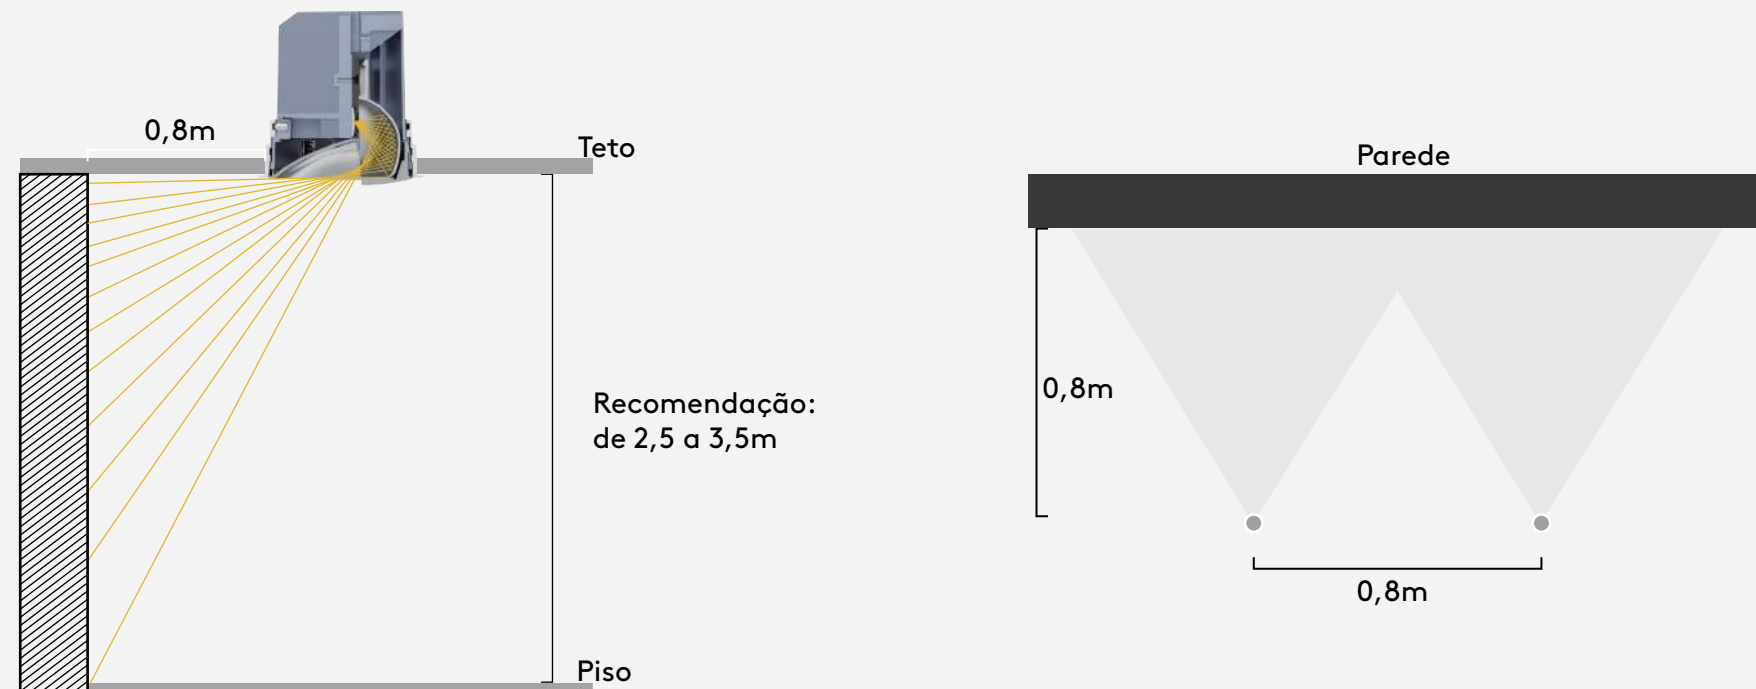 0,8m
Teto
Recomendação:
de 2,5 a 3,5m
Piso
Parede
0,8m
0,8m